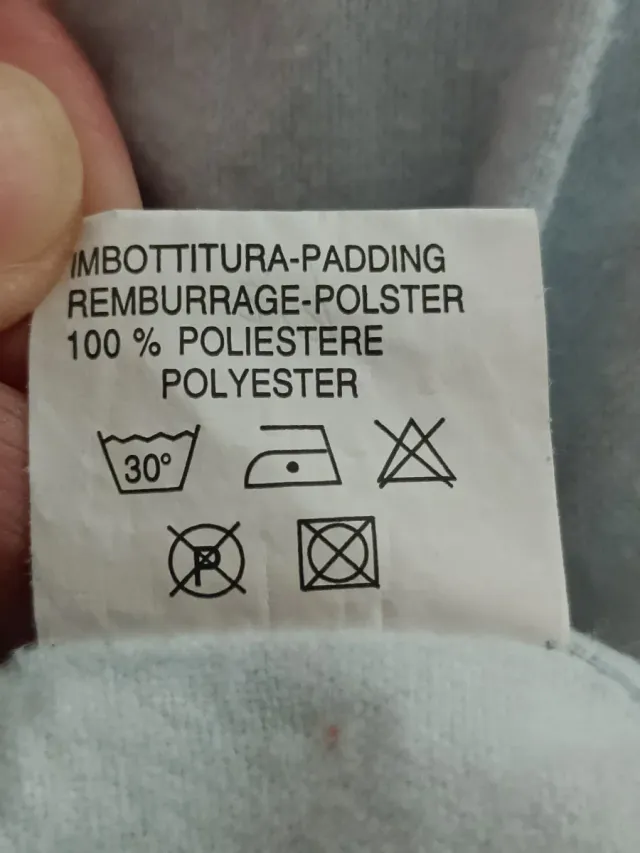 IMBOTTITURA-PADDING
REMBURRAGE-POLSTER
100 % POLIESTERE
POLYESTER
30°
P